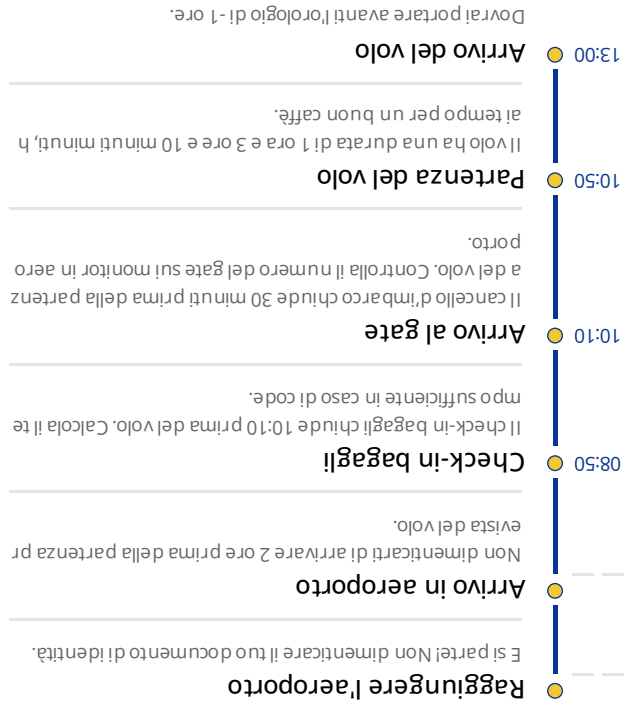 Raggiungere l'aeroporto
E si parte! Non dimenticare il tuo documento di identità.
Arrivo in aeroporto
Non dimenticarti di arrivare 2 ore prima della partenza pr
evista del volo.
08:50
Check-in bagagli
Il check-in bagagli chiude 10:10 prima del volo. Calcola il te
mpo sufficiente in caso di code.
10:10
Arrivo al gate
Il cancello d'imbarco chiude 30 minuti prima della partenz
a del volo. Controlla il numero del gate sui monitor in aero
porto.
10:50
Partenza del volo
Il volo ha una durata di 1 ora e 3 ore e 10 minuti minuti, h
ai tempo per un buon caffè.
13:00
Arrivo del volo
Dovrai portare avanti l'orologio di -1 ore.